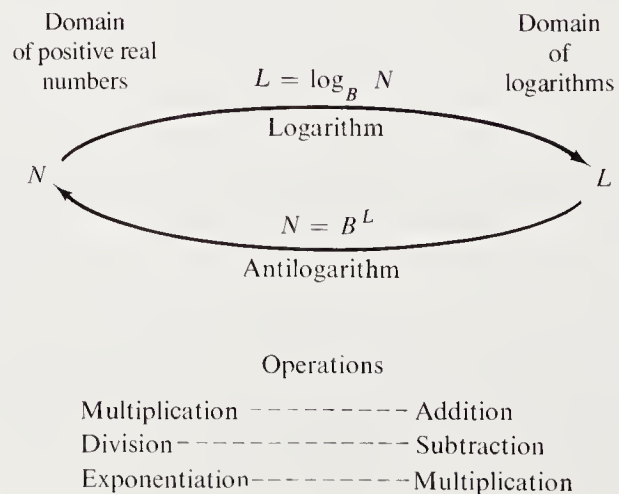 Domain
of positive real
numbers
Domain
of
logarithms
L = log_B N
Logarithm
N
L
N = B^L
Antilogarithm
Operations
Multiplication --------- Addition
Division ------------- Subtraction
Exponentiation --------- Multiplication